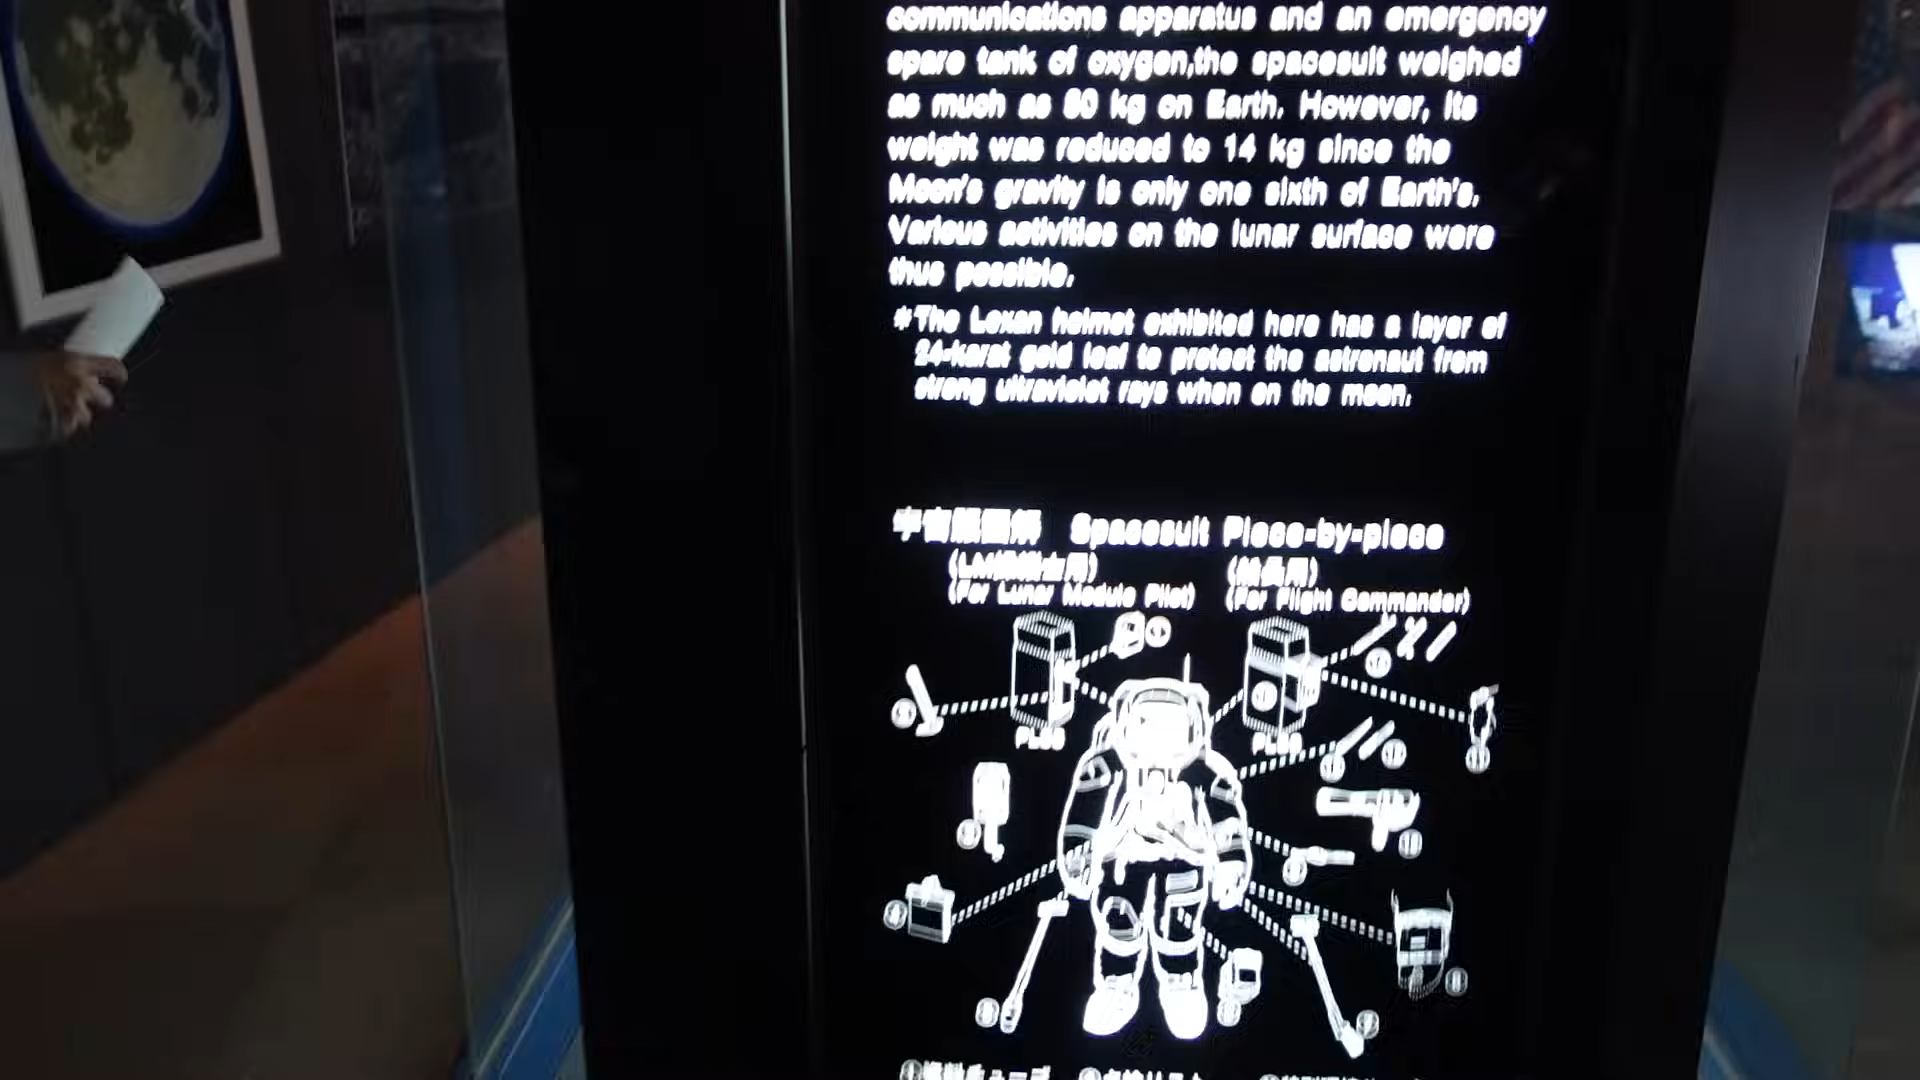 communications apparatus and an emergency
spare tank of oxygen,the spacesuit weighed
as much as 80 kg on Earth. However, its
weight was reduced to 14 kg since the
Moon's gravity is only one sixth of Earth's.
Various activities on the lunar surface were
thus possible.
*The Lexan helmet exhibited here has a layer of
24-karat gold leaf to protect the astronaut from
strong ultraviolet rays when on the moon.
Spacesuit Piece-by-piece
(For Lunar Module Pilot) (For Flight Commander)
PLSS PLSS